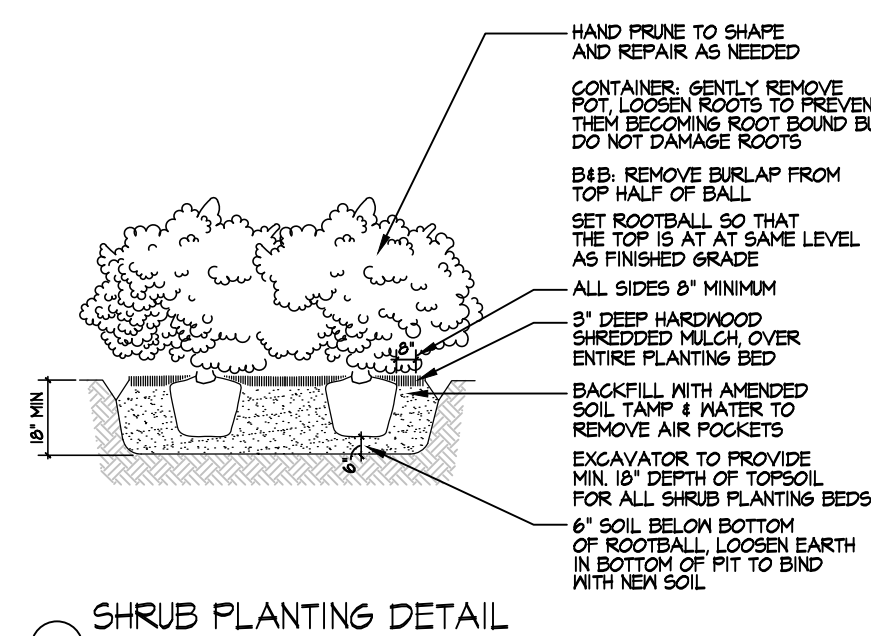 HAND PRUNE TO SHAPE
AND REPAIR AS NEEDED
CONTAINER: GENTLY REMOVE
POT, LOOSEN ROOTS TO PREVEN
THEM BECOMING ROOT BOUND BU
DO NOT DAMAGE ROOTS
B&B: REMOVE BURLAP FROM
TOP HALF OF BALL
SET ROOTBALL SO THAT
THE TOP IS AT AT SAME LEVEL
AS FINISHED GRADE
ALL SIDES 8" MINIMUM
8"
3" DEEP HARDWOOD
SHREDDED MULCH, OVER
ENTIRE PLANTING BED
18" MIN
BACKFILL WITH AMENDED
SOIL TAMP & WATER TO
REMOVE AIR POCKETS
EXCAVATOR TO PROVIDE
MIN. 18" DEPTH OF TOPSOIL
FOR ALL SHRUB PLANTING BEDS
6"
6" SOIL BELOW BOTTOM
OF ROOTBALL, LOOSEN EARTH
IN BOTTOM OF PIT TO BIND
WITH NEW SOIL
SHRUB PLANTING DETAIL